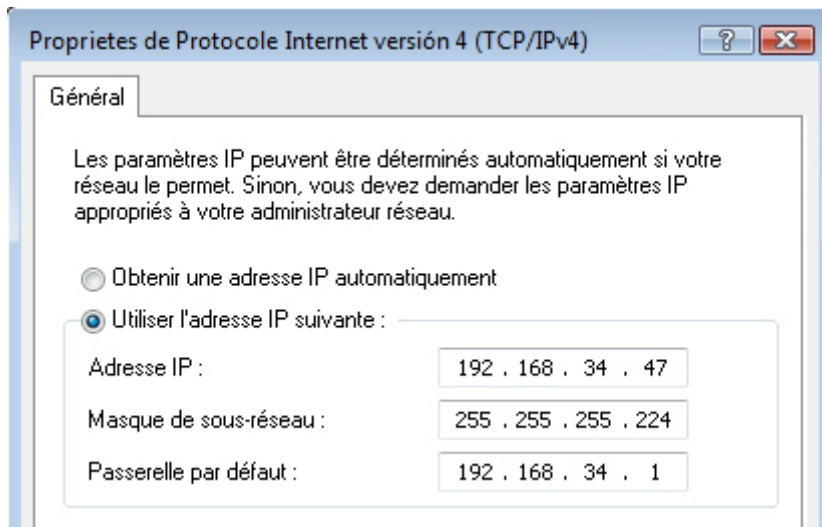 Proprietes de Protocole Internet versión 4 (TCP/IPv4)
Général
Les paramètres IP peuvent être déterminés automatiquement si votre
réseau le permet. Sinon, vous devez demander les paramètres IP
appropriés à votre administrateur réseau.
Obtenir une adresse IP automatiquement
Utiliser l'adresse IP suivante :
Adresse IP : 192 . 168 . 34 . 47
Masque de sous-réseau : 255 . 255 . 255 . 224
Passerelle par défaut : 192 . 168 . 34 . 1